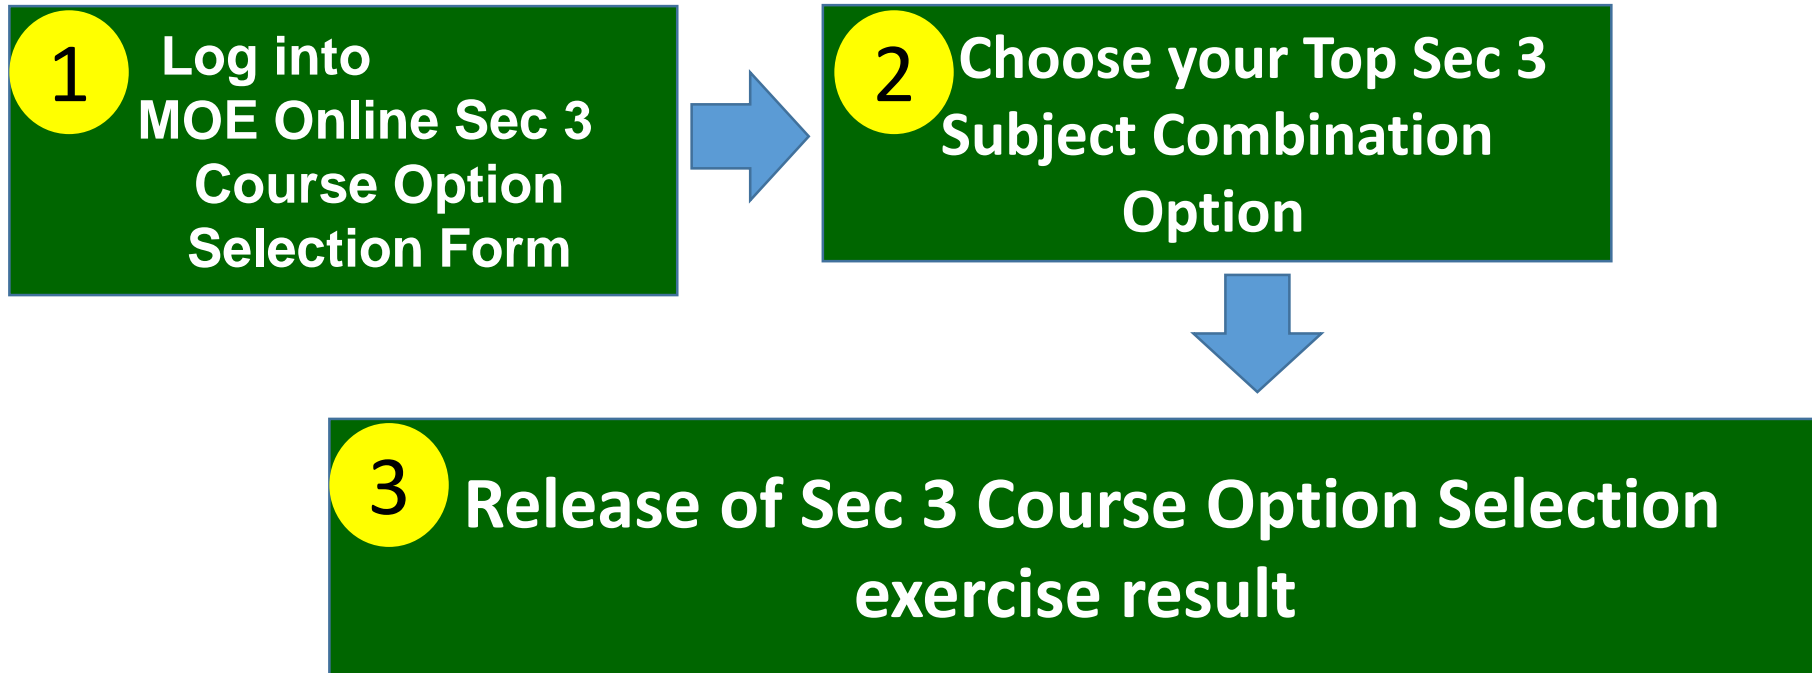 1
Log into
MOE Online Sec 3
Course Option
Selection Form
2
Choose your Top Sec 3
Subject Combination
Option
3
Release of Sec 3 Course Option Selection
exercise result